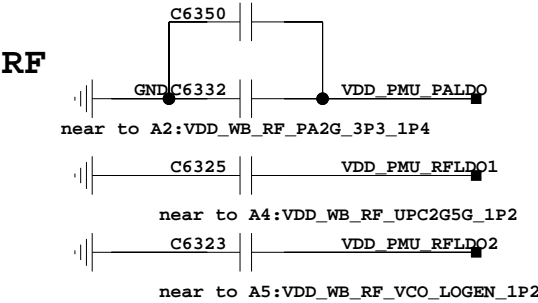 C6350
RF
GND C6332 VDD_PMU_PALDO
near to A2:VDD_WB_RF_PA2G_3P3_1P4
C6325 VDD_PMU_RFLDO1
near to A4:VDD_WB_RF_UPC2G5G_1P2
C6323 VDD_PMU_RFLDO2
near to A5:VDD_WB_RF_VCO_LOGEN_1P2